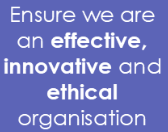 Ensure we are
an effective,
innovative and
ethical
organisation